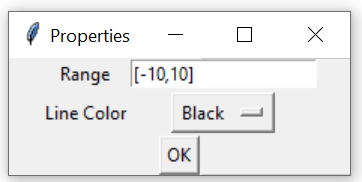 Properties
Range [-10,10]
Line Color Black
OK